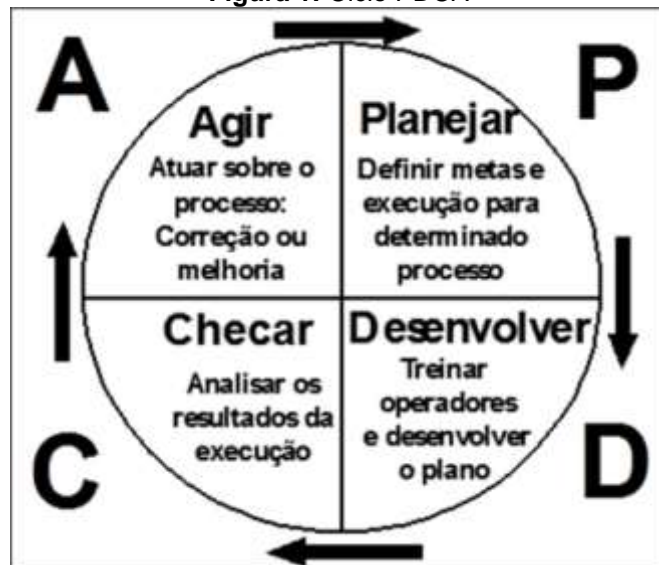 A
P
Agir
Atuar sobre o
processo:
Correção ou
melhoria
Planejar
Definir metas e
execução para
determinado
processo
Checar
Analisar os
resultados da
execução
Desenvolver
Treinar
operadores
e desenvolver
o plano
C
D